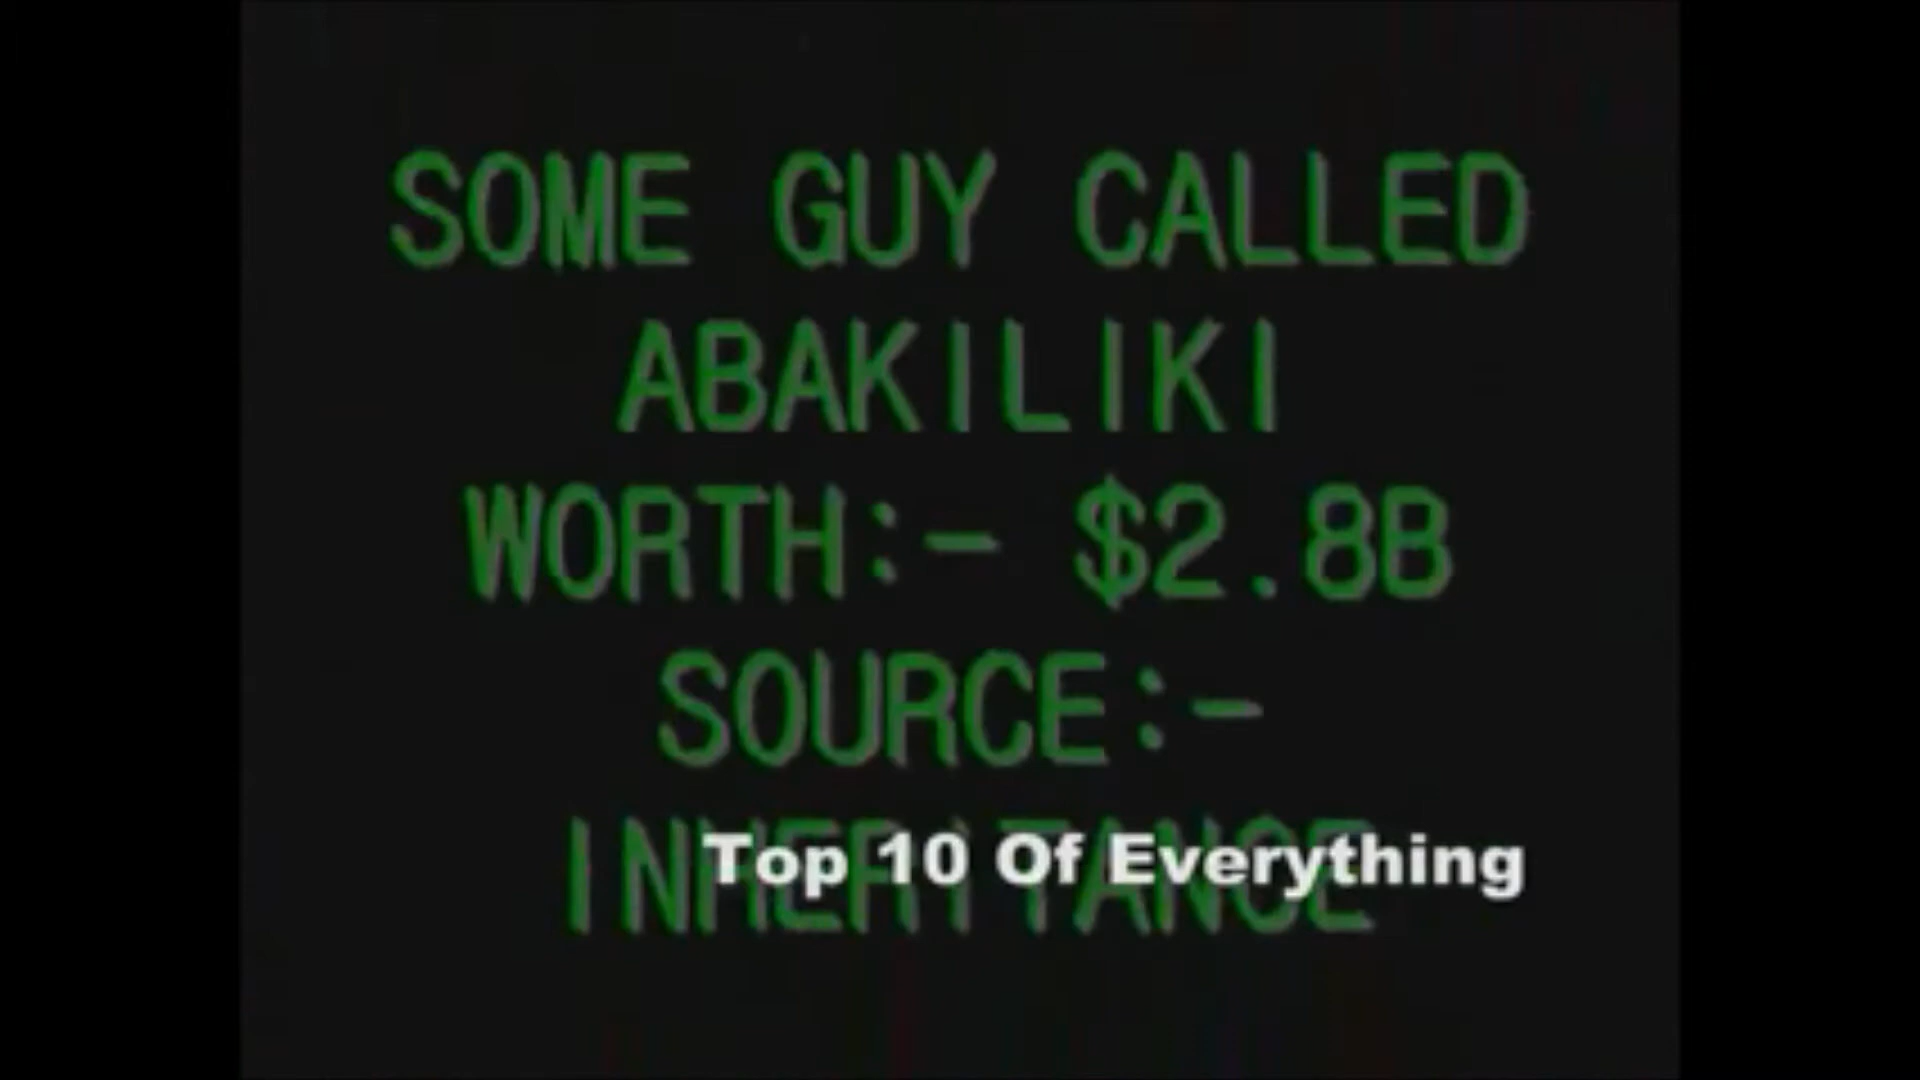 SOME GUY CALLED
ABAKILIKI
WORTH:- $2.8B
SOURCE:-
INHERITANCE
Top 10 Of Everything